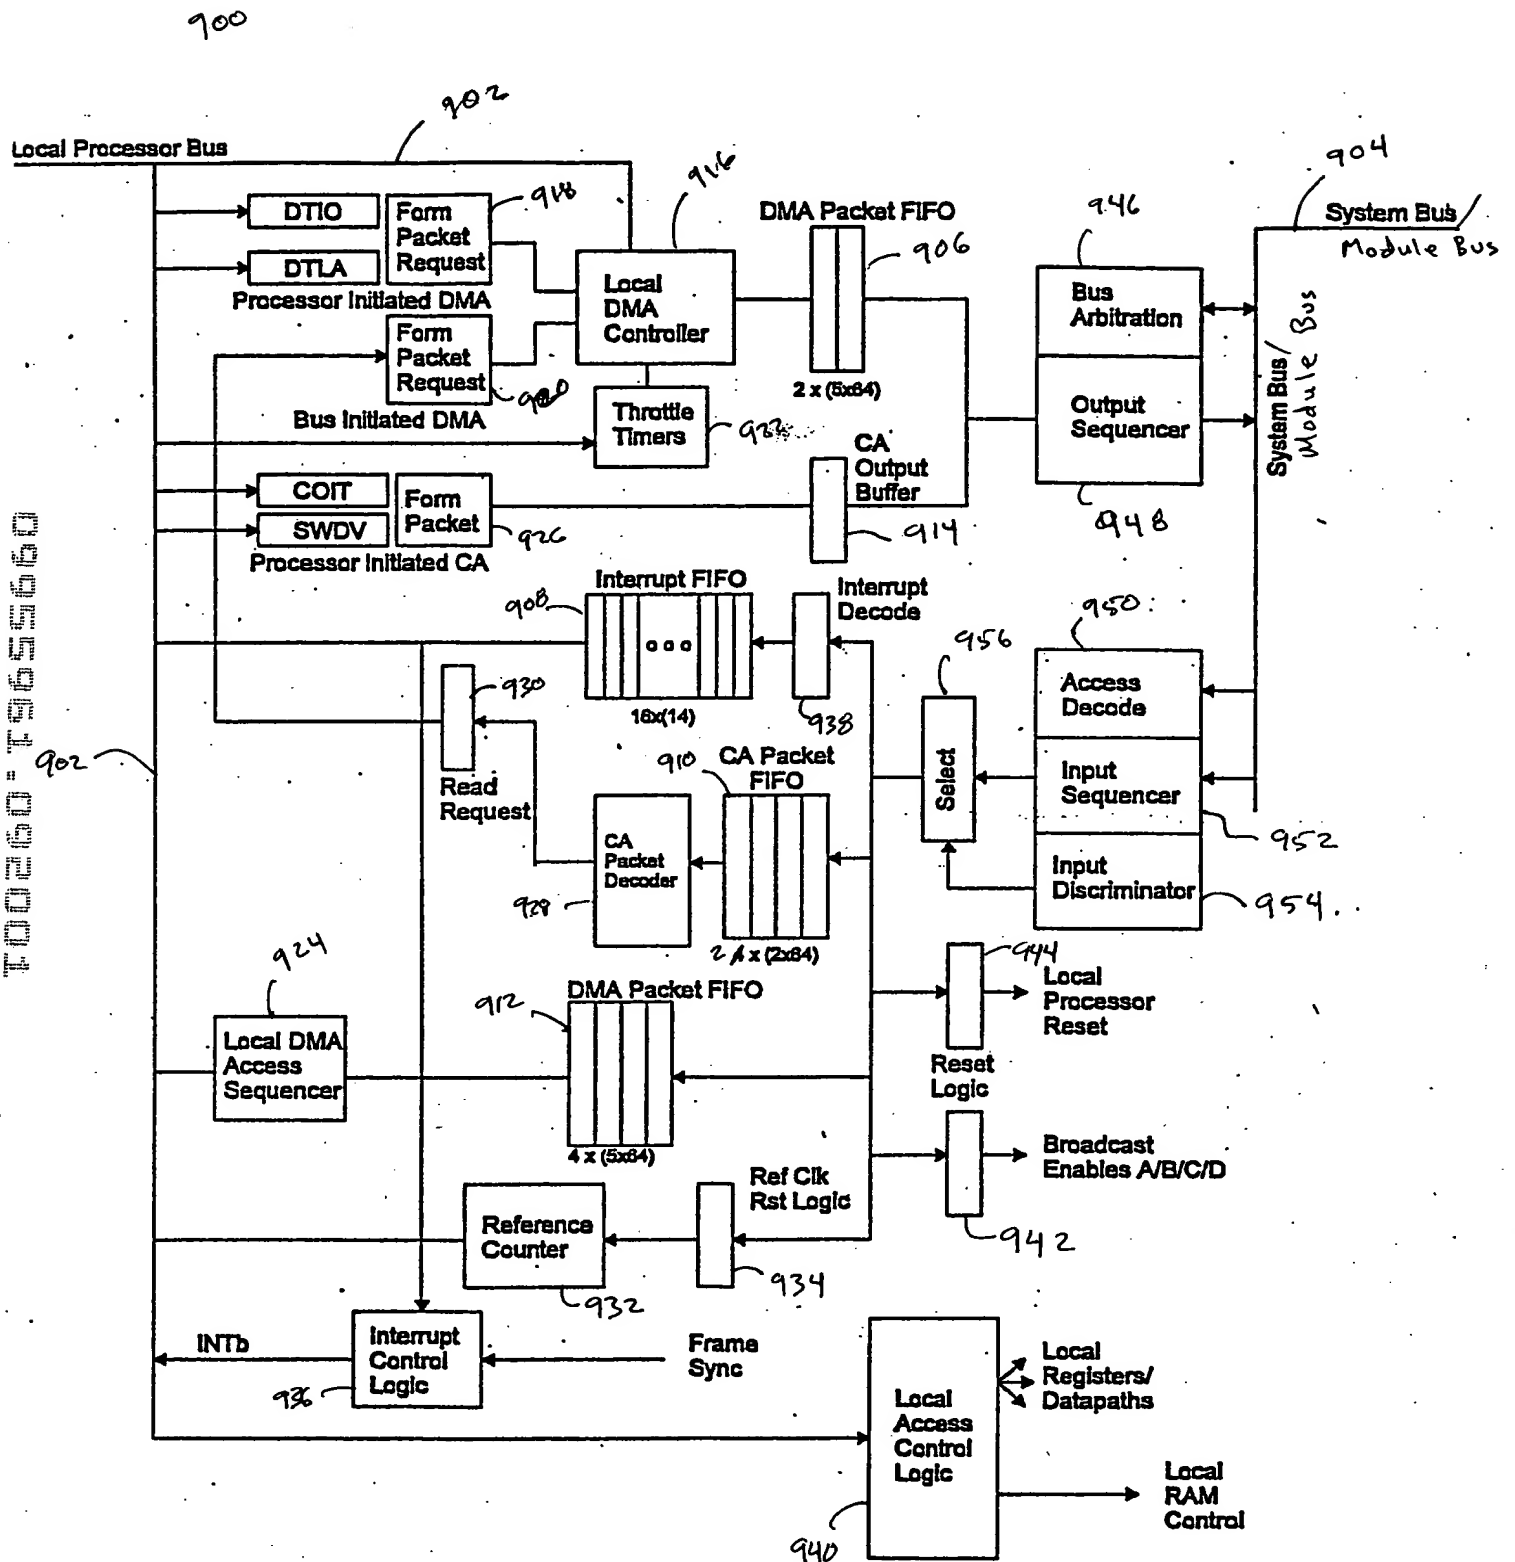 900
902
Local Processor Bus
916
904
918
DTIO
Form
Packet
Request
DTLA
Processor Initiated DMA
Local
DMA
Controller
DMA Packet FIFO
906
2 x (5x64)
946
Bus
Arbitration
System Bus/
Module Bus
System Bus/
Module Bus
Form
Packet
Request
Bus Initiated DMA
Throttle
Timers
922
Output
Sequencer
948
CA
Output
Buffer
914
COIT
SWDV
Form
Packet
926
Processor Initiated CA
Interrupt FIFO
908
16x(14)
Interrupt
Decode
938
956
950
Access
Decode
Input
Sequencer
952
Input
Discriminator
954
Select
930
Read
Request
902
910
CA Packet
FIFO
CA
Packet
Decoder
928
x (2x64)
944
Local
Processor
Reset
Reset
Logic
924
Local DMA
Access
Sequencer
912
DMA Packet FIFO
4 x (5x64)
Broadcast
Enables A/B/C/D
942
Ref Clk
Rst Logic
934
Reference
Counter
932
INTb
Interrupt
Control
Logic
936
Frame
Sync
Local
Access
Control
Logic
940
Local
Registers/
Datapaths
Local
RAM
Control
09655961.092001